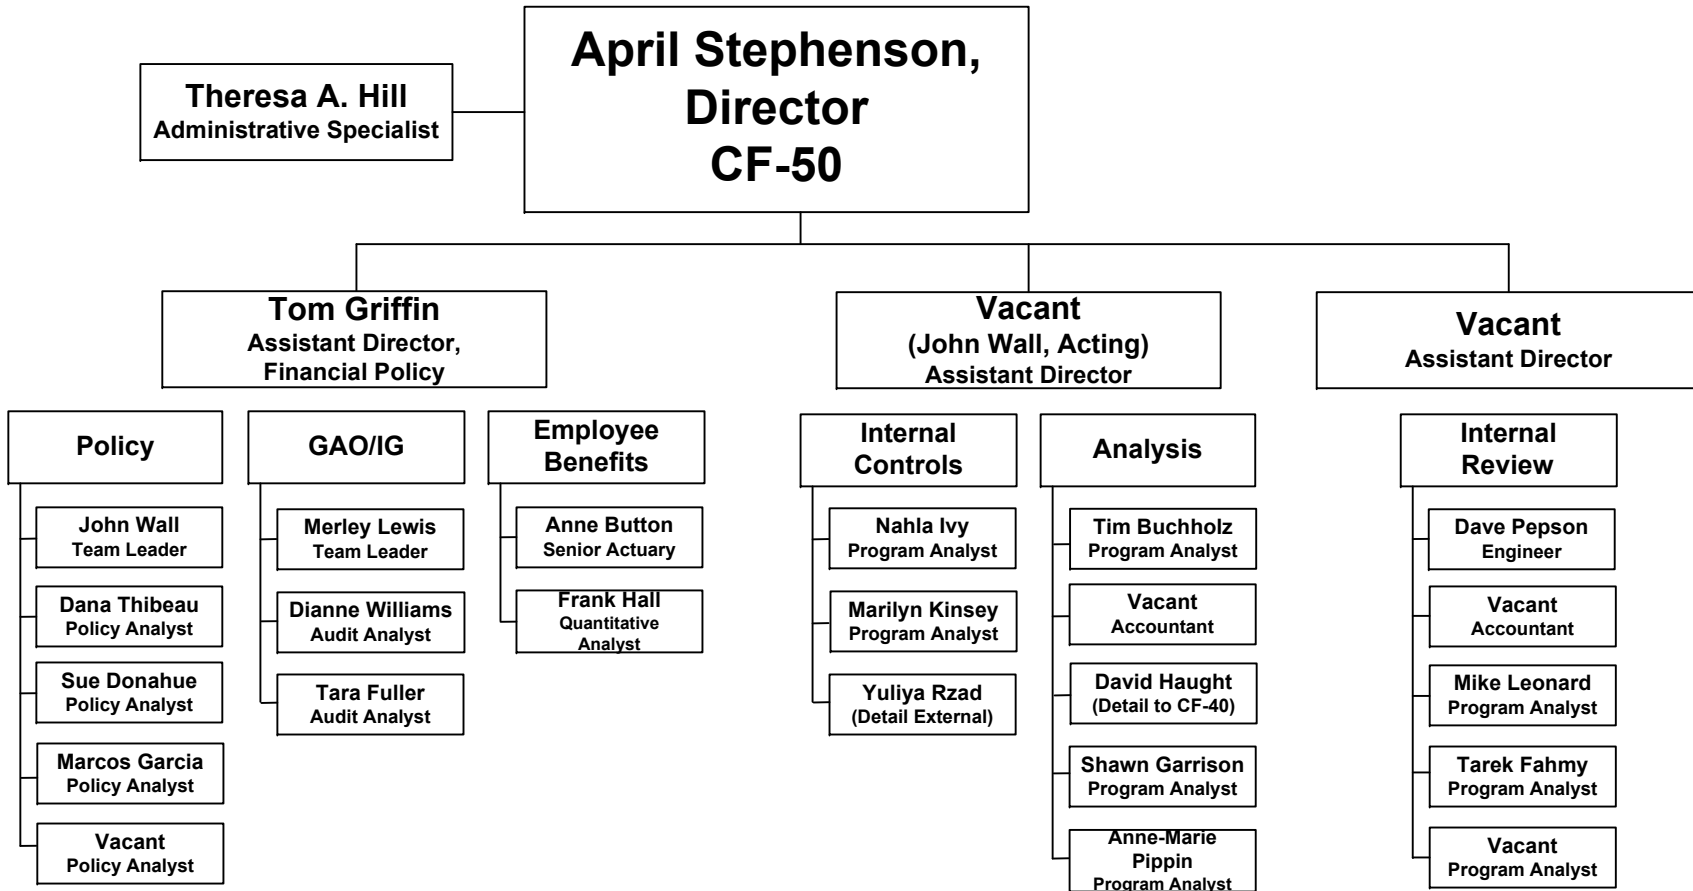 April Stephenson,
Director
CF-50
Theresa A. Hill
Administrative Specialist
Tom Griffin
Assistant Director,
Financial Policy
Vacant
(John Wall, Acting)
Assistant Director
Vacant
Assistant Director
Policy
John Wall
Team Leader
Dana Thibeau
Policy Analyst
Sue Donahue
Policy Analyst
Marcos Garcia
Policy Analyst
Vacant
Policy Analyst
GAO/IG
Merley Lewis
Team Leader
Dianne Williams
Audit Analyst
Tara Fuller
Audit Analyst
Employee
Benefits
Anne Button
Senior Actuary
Frank Hall
Quantitative
Analyst
Internal
Controls
Nahla Ivy
Program Analyst
Marilyn Kinsey
Program Analyst
Yuliya Rzad
(Detail External)
Analysis
Tim Buchholz
Program Analyst
Vacant
Accountant
David Haught
(Detail to CF-40)
Shawn Garrison
Program Analyst
Anne-Marie
Pippin
Program Analyst
Internal
Review
Dave Pepson
Engineer
Vacant
Accountant
Mike Leonard
Program Analyst
Tarek Fahmy
Program Analyst
Vacant
Program Analyst